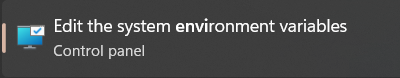 Edit the system environment variables
Control panel